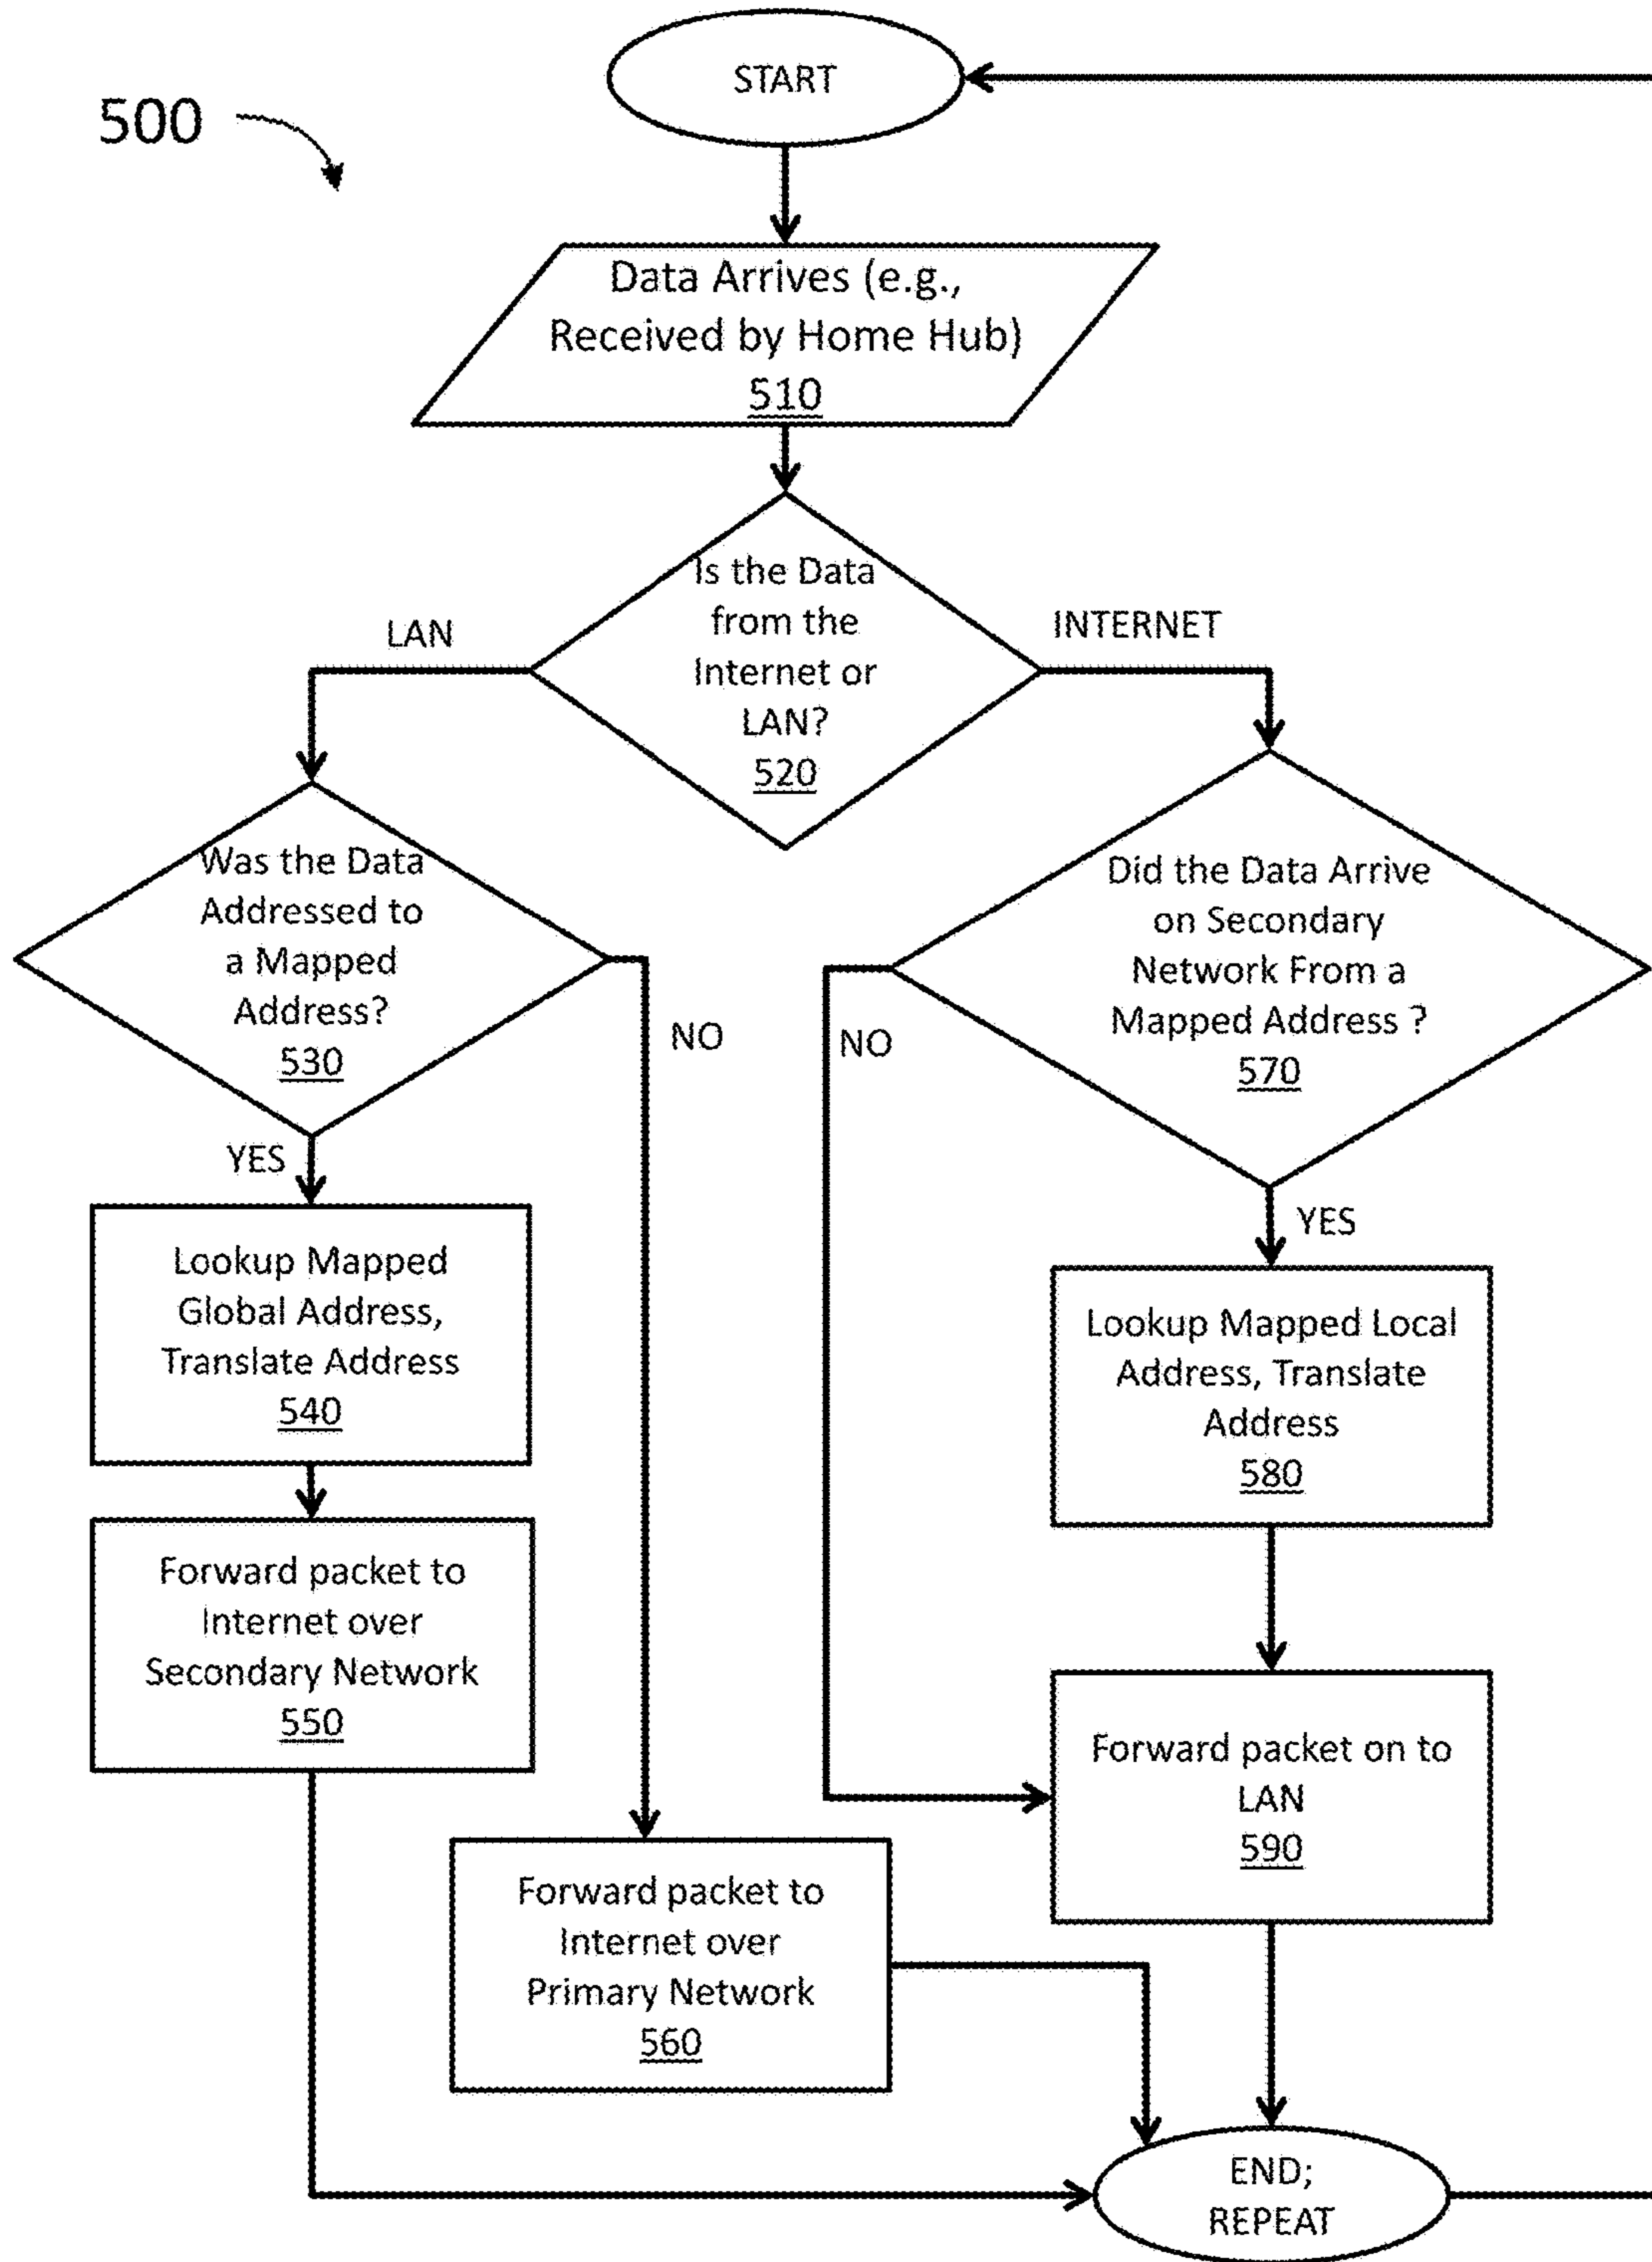 START
500
Data Arrives (e.g.,
Received by Home Hub)
510
Is the Data
from the
Internet or
LAN?
520
LAN
INTERNET
Was the Data
Addressed to
a Mapped
Address?
530
NO
YES
Did the Data Arrive
on Secondary
Network From a
Mapped Address ?
570
NO
YES
Lookup Mapped
Global Address,
Translate Address
540
Lookup Mapped Local
Address, Translate
Address
580
Forward packet to
Internet over
Secondary Network
550
Forward packet on to
LAN
590
Forward packet to
Internet over
Primary Network
560
END;
REPEAT